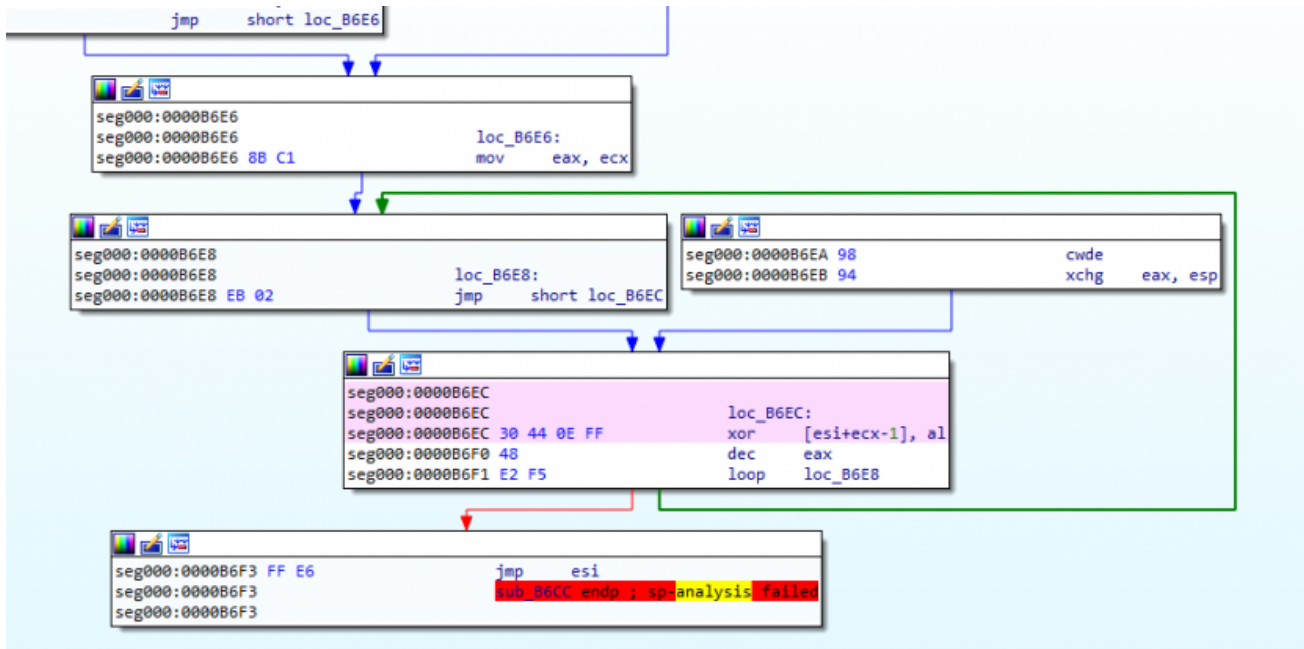 jmp short loc_B6E6
seg000:0000B6E6
seg000:0000B6E6 loc_B6E6:
seg000:0000B6E6 8B C1 mov eax, ecx
seg000:0000B6E8
seg000:0000B6E8 loc_B6E8:
seg000:0000B6E8 EB 02 jmp short loc_B6EC
seg000:0000B6EA 98 cwde
seg000:0000B6EB 94 xchg eax, esp
seg000:0000B6EC
seg000:0000B6EC loc_B6EC:
seg000:0000B6EC 30 44 0E FF xor [esi+ecx-1], al
seg000:0000B6F0 48 dec eax
seg000:0000B6F1 E2 F5 loop loc_B6E8
seg000:0000B6F3 FF E6 jmp esi
seg000:0000B6F3 sub_B6CC endp ; sp-analysis failed
seg000:0000B6F3